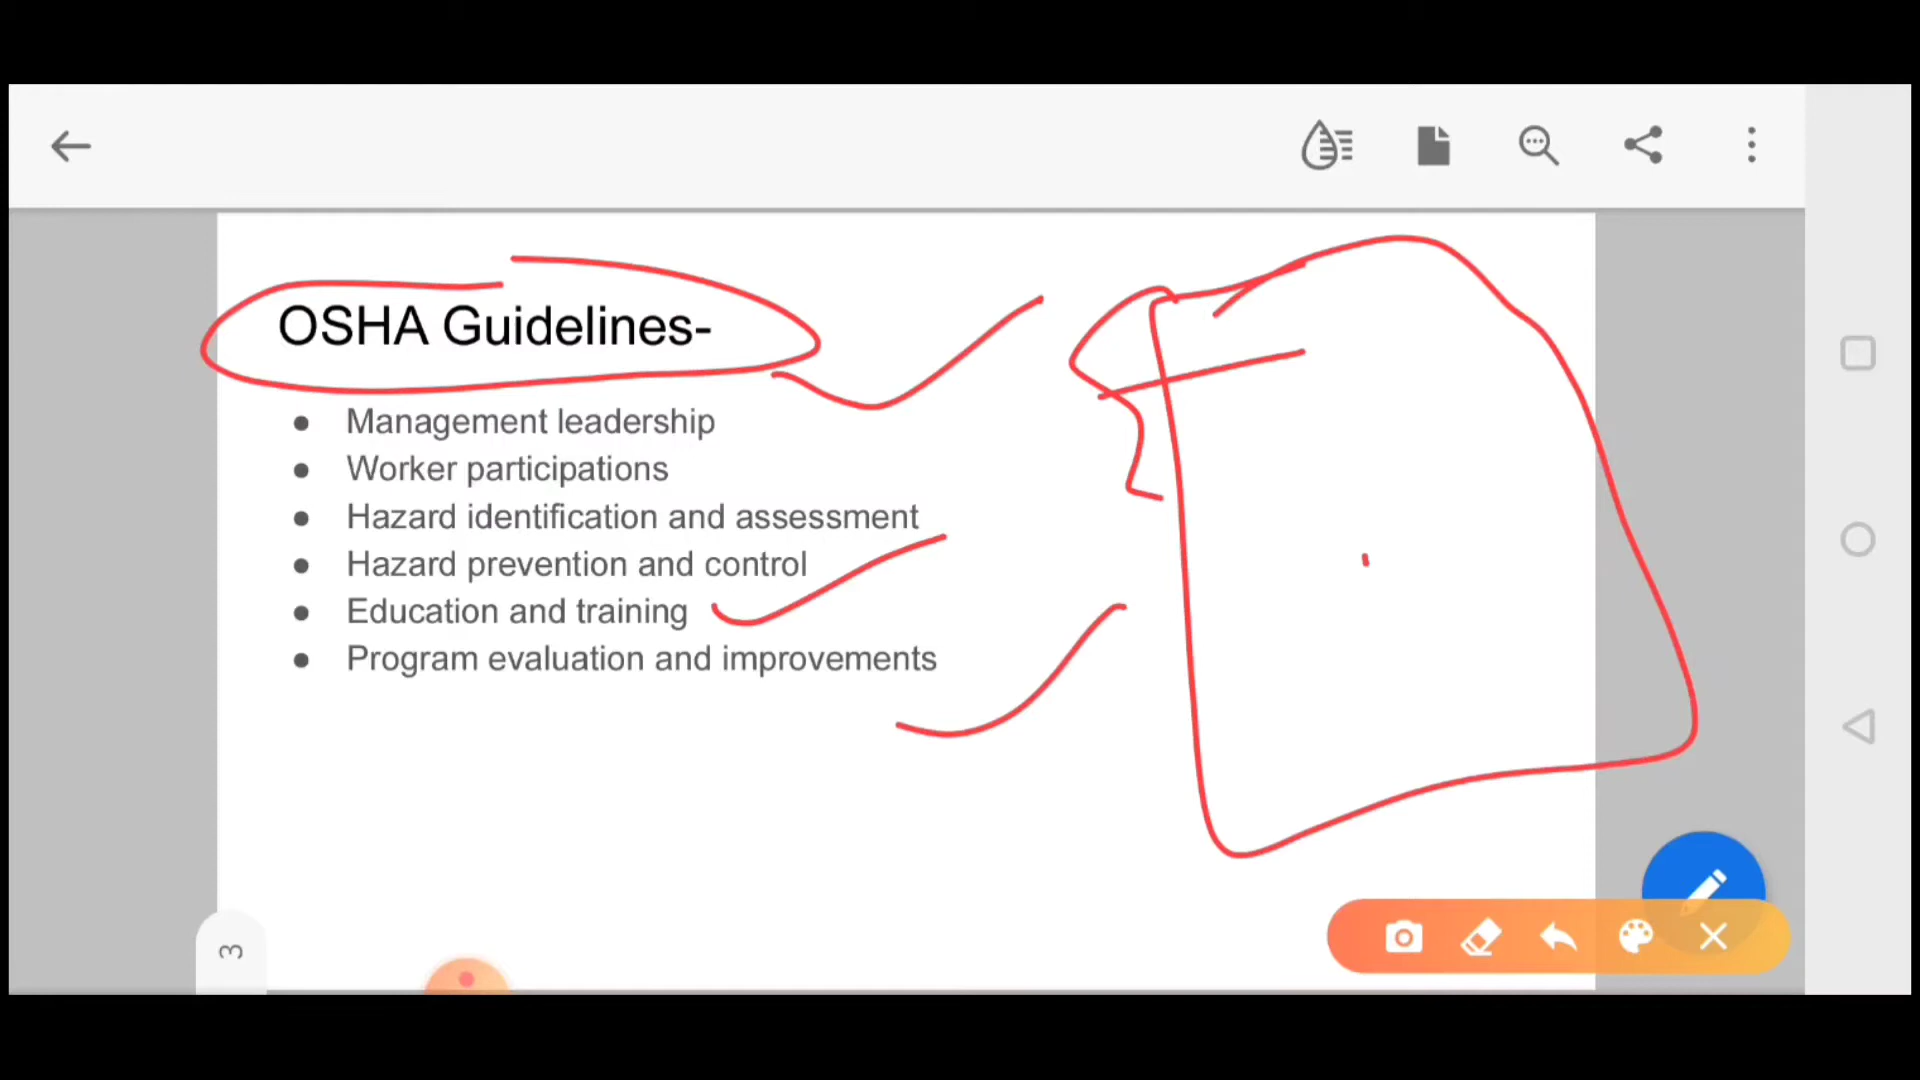 OSHA Guidelines-
● Management leadership
● Worker participations
● Hazard identification and assessment
● Hazard prevention and control
● Education and training
● Program evaluation and improvements
3